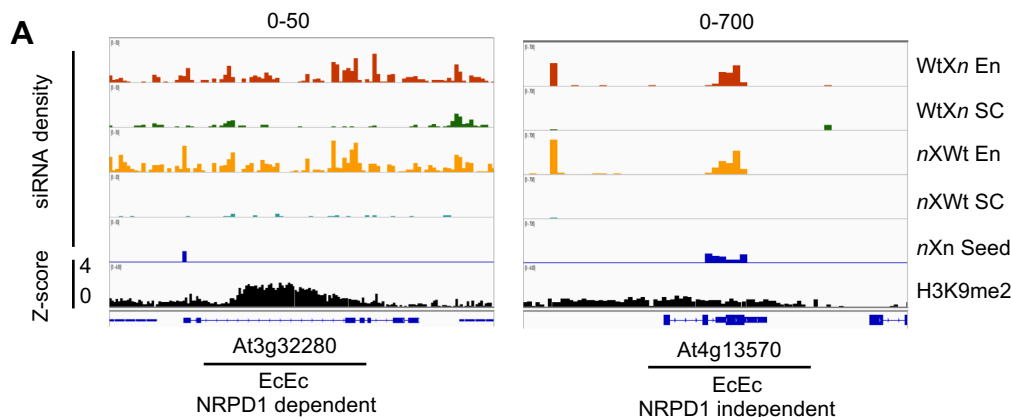 A
0-50
0-700
siRNA density
Z-score
4
0
WtXn En
WtXn SC
nXWt En
nXWt SC
nXn Seed
H3K9me2
At3g32280
EcEc
NRPD1 dependent
At4g13570
EcEc
NRPD1 independent